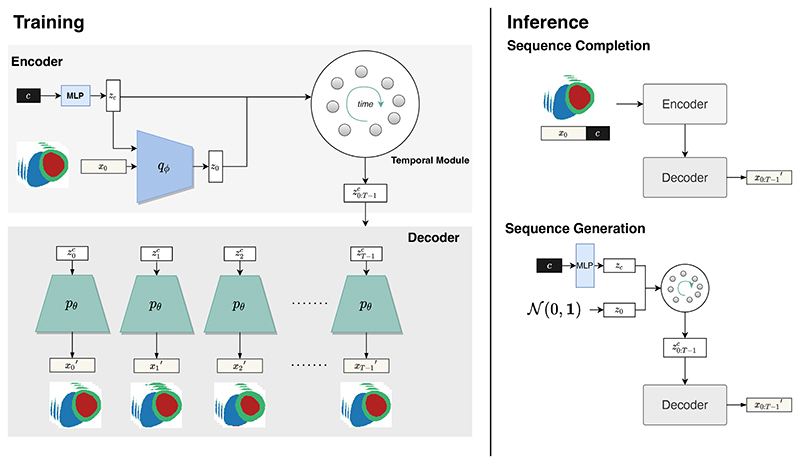 Training
Encoder
c
MLP
z_c
time
x_0
q_ϕ
z_0
Temporal Module
z^c_{0:T−1}
Decoder
z^c_0
z^c_1
z^c_2
z^c_{T−1}
p_θ
p_θ
p_θ
.......
p_θ
x_0′
x_1′
x_2′
......
x_{T−1}′
Inference
Sequence Completion
Encoder
x_0
c
Decoder
x_{0:T−1}′
Sequence Generation
c
MLP
z_c
𝒩(0, 1)
z_0
z^c_{0:T−1}
Decoder
x_{0:T−1}′